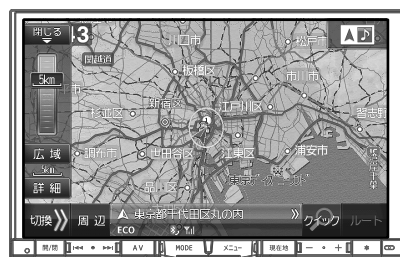 閉じる
:43
川口市
松戸市
関越道
板橋区
5km
市川市
新宿区
杉並区
江戸川区
習志野
広域
調布市
世田谷区
江東区
浦安市
5km
詳細
品川区
東京ディズニーランド
切換 》 周辺 東京都千代田区丸の内 》 クイック ルート
ECO
開/閉 AV MODE メニュー 現在地 − + *